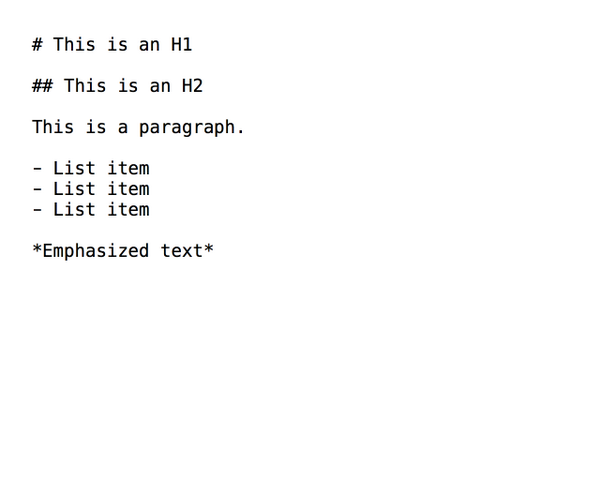 # This is an H1
## This is an H2
This is a paragraph.
- List item
- List item
- List item
*Emphasized text*